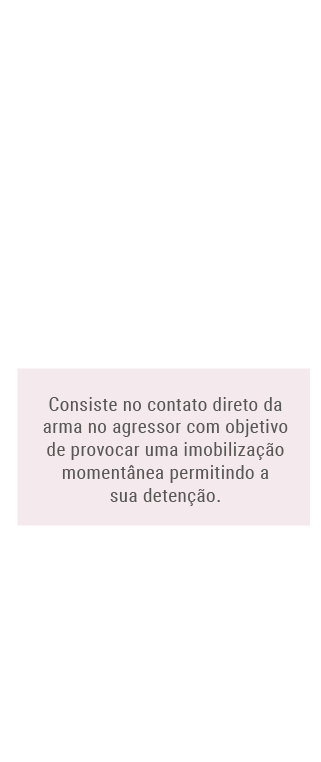 Consiste no contato direto da
arma no agressor com objetivo
de provocar uma imobilização
momentânea permitindo a
sua detenção.